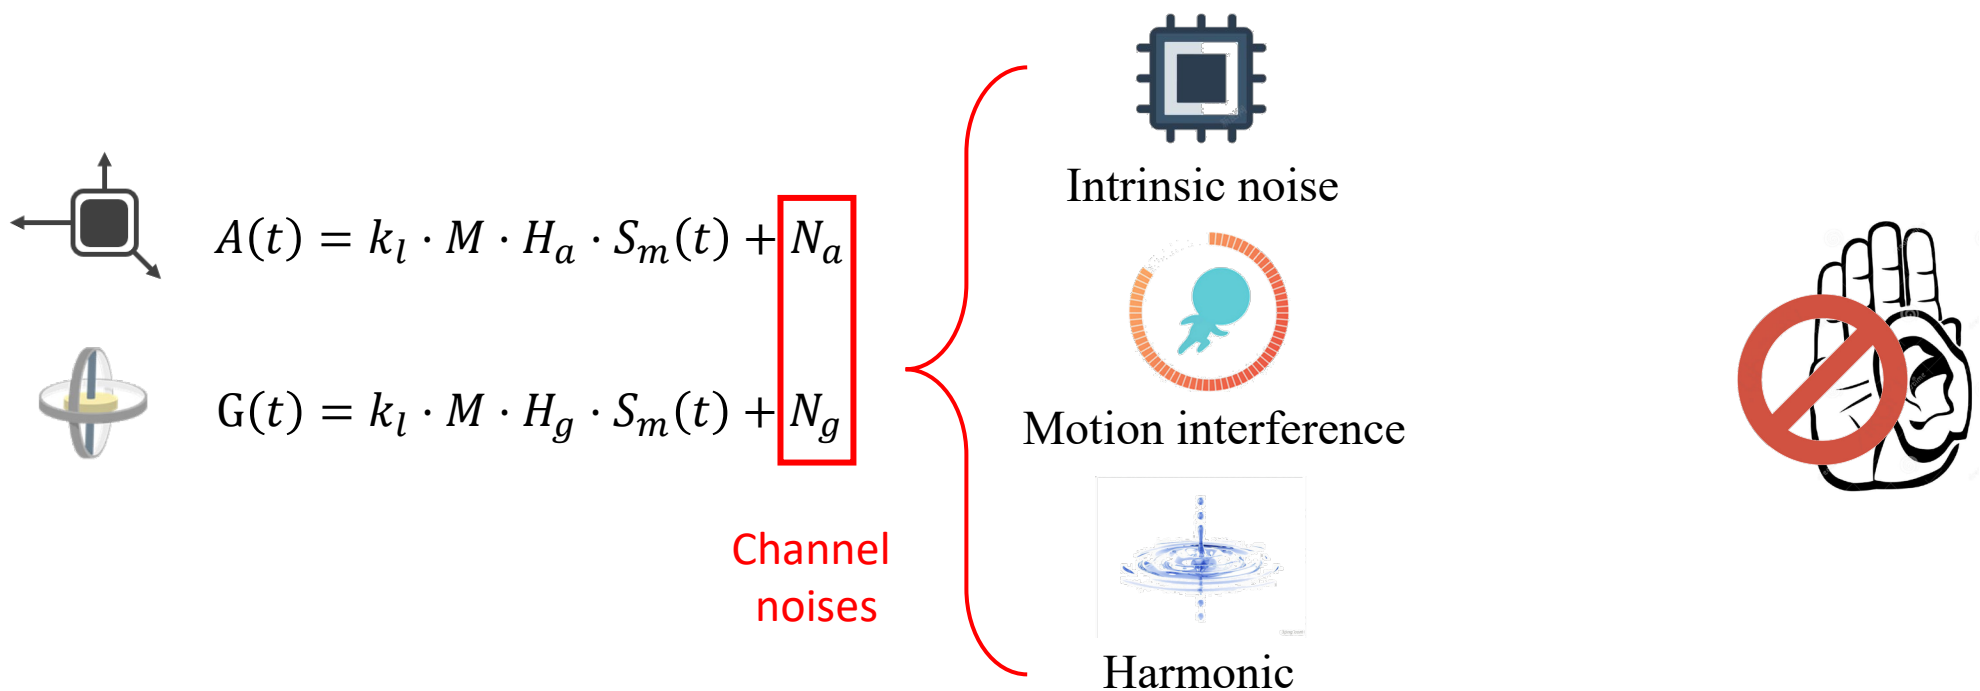 A(t) = k_l · M · H_a · S_m(t) + N_a
G(t) = k_l · M · H_g · S_m(t) + N_g
Channel
noises
Intrinsic noise
Motion interference
Harmonic